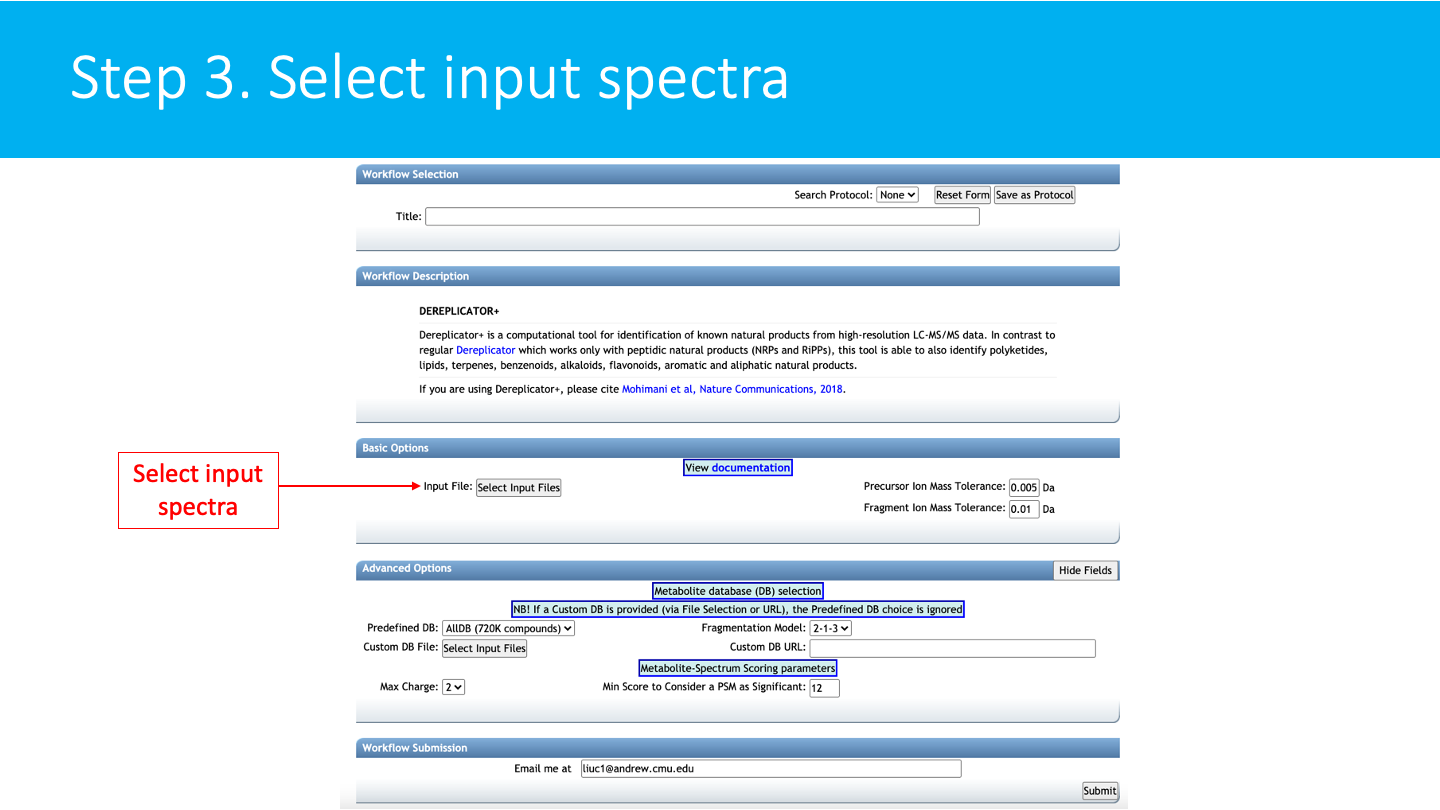 Step 3. Select input spectra
Workflow Selection
Search Protocol: None Reset Form Save as Protocol
Title:
Workflow Description
DEREPLICATOR+
Dereplicator+ is a computational tool for identification of known natural products from high-resolution LC-MS/MS data. In contrast to
regular Dereplicator which works only with peptidic natural products (NRPs and RiPPs), this tool is able to also identify polyketides,
lipids, terpenes, benzenoids, alkaloids, flavonoids, aromatic and aliphatic natural products.
If you are using Dereplicator+, please cite Mohimani et al, Nature Communications, 2018.
Basic Options
View documentation
Select input
spectra
Input File: Select Input Files Precursor Ion Mass Tolerance: 0.005 Da
Fragment Ion Mass Tolerance: 0.01 Da
Advanced Options Hide Fields
Metabolite database (DB) selection
NB! If a Custom DB is provided (via File Selection or URL), the Predefined DB choice is ignored
Predefined DB: AllDB (720K compounds) Fragmentation Model: 2-1-3
Custom DB File: Select Input Files Custom DB URL:
Metabolite-Spectrum Scoring parameters
Max Charge: 2 Min Score to Consider a PSM as Significant: 12
Workflow Submission
Email me at liuc1@andrew.cmu.edu
Submit